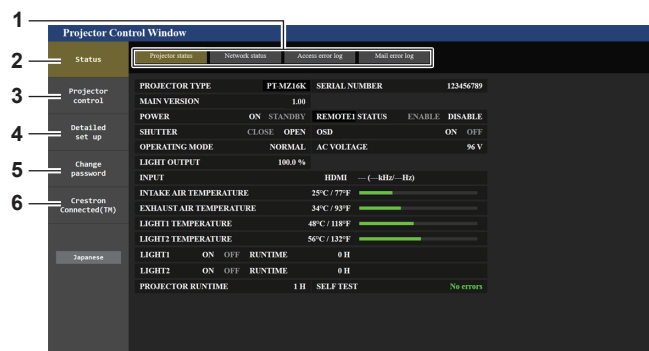 1
Projector Control Window
2
Status
Projector status Network status Access error log Mail error log
3
Projector
control
4
Detailed
set up
5
Change
password
6
Crestron
Connected(TM)
Japanese
PROJECTOR TYPE PT-MZ16K SERIAL NUMBER 123456789
MAIN VERSION 1.00
POWER ON STANDBY REMOTE1 STATUS ENABLE DISABLE
SHUTTER CLOSE OPEN OSD ON OFF
OPERATING MODE NORMAL AC VOLTAGE 96 V
LIGHT OUTPUT 100.0 %
INPUT HDMI --- (---kHz/---Hz)
INTAKE AIR TEMPERATURE 25°C / 77°F
EXHAUST AIR TEMPERATURE 34°C / 93°F
LIGHT1 TEMPERATURE 48°C / 118°F
LIGHT2 TEMPERATURE 56°C / 132°F
LIGHT1 ON OFF RUNTIME 0 H
LIGHT2 ON OFF RUNTIME 0 H
PROJECTOR RUNTIME 1 H SELF TEST No errors